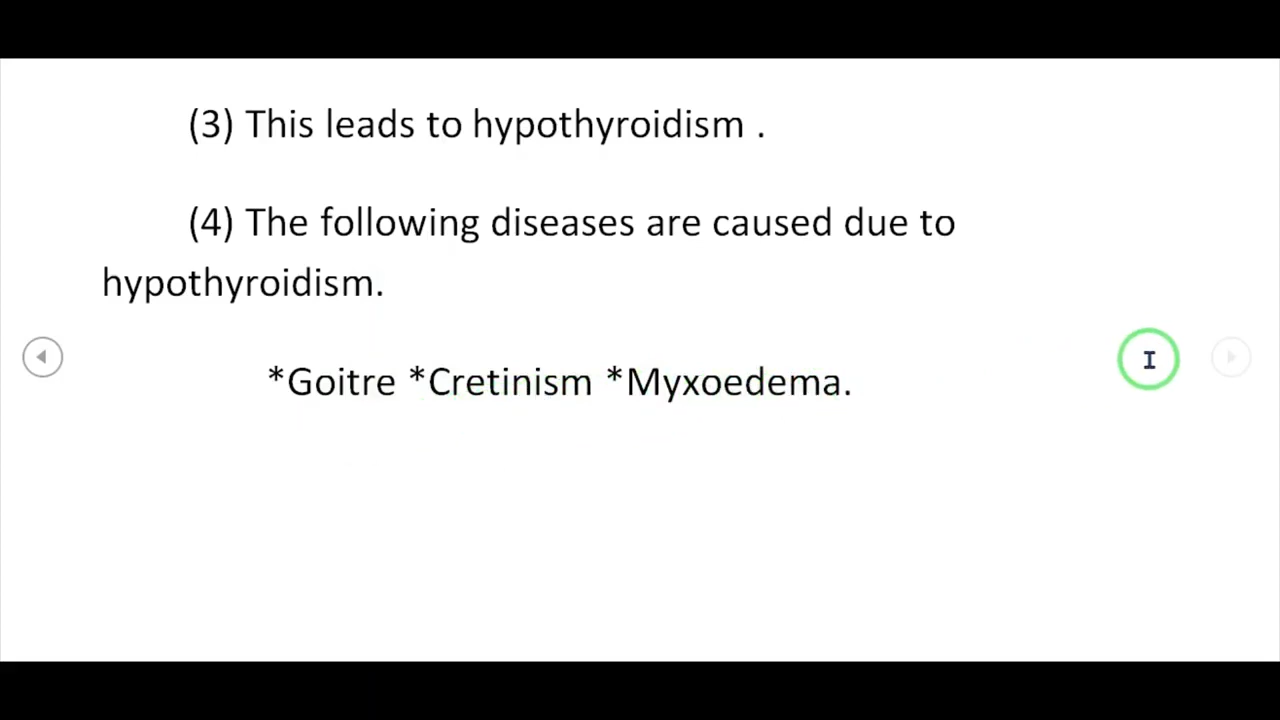 (3) This leads to hypothyroidism .
(4) The following diseases are caused due to
hypothyroidism.
*Goitre *Cretinism *Myxoedema.